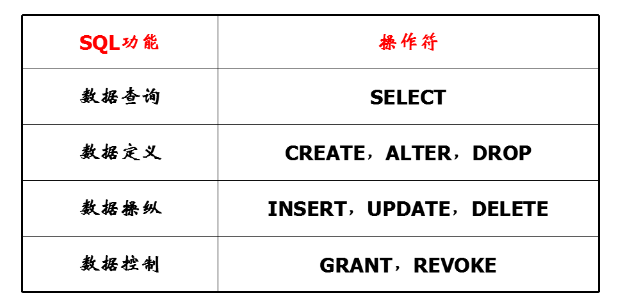 SQL功能 操作符
数据查询 SELECT
数据定义 CREATE，ALTER，DROP
数据操纵 INSERT，UPDATE，DELETE
数据控制 GRANT，REVOKE